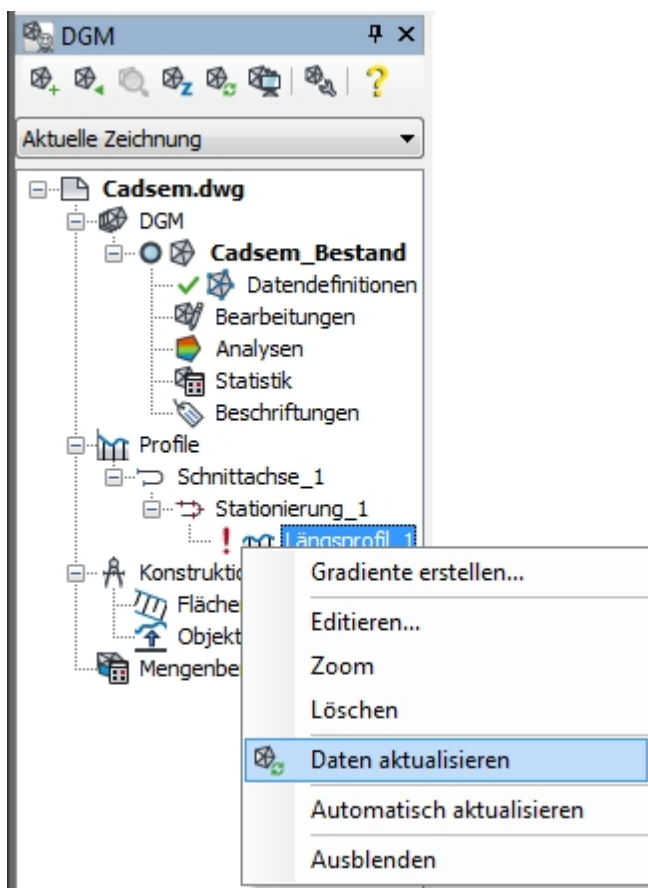 DGM
Aktuelle Zeichnung
Cadsem.dwg
DGM
Cadsem_Bestand
Datendefinitionen
Bearbeitungen
Analysen
Statistik
Beschriftungen
Profile
Schnittachse_1
Stationierung_1
Längsprofil_1
Gradiente erstellen...
Editieren...
Zoom
Löschen
Daten aktualisieren
Automatisch aktualisieren
Ausblenden